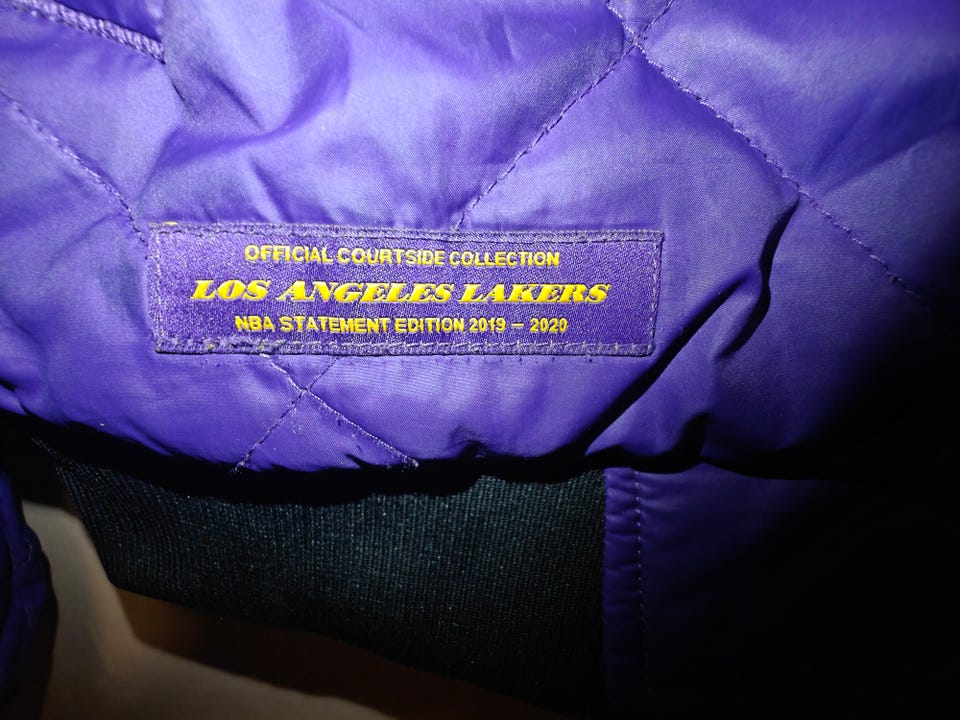 OFFICIAL COURTSIDE COLLECTION
LOS ANGELES LAKERS
NBA STATEMENT EDITION 2019 – 2020